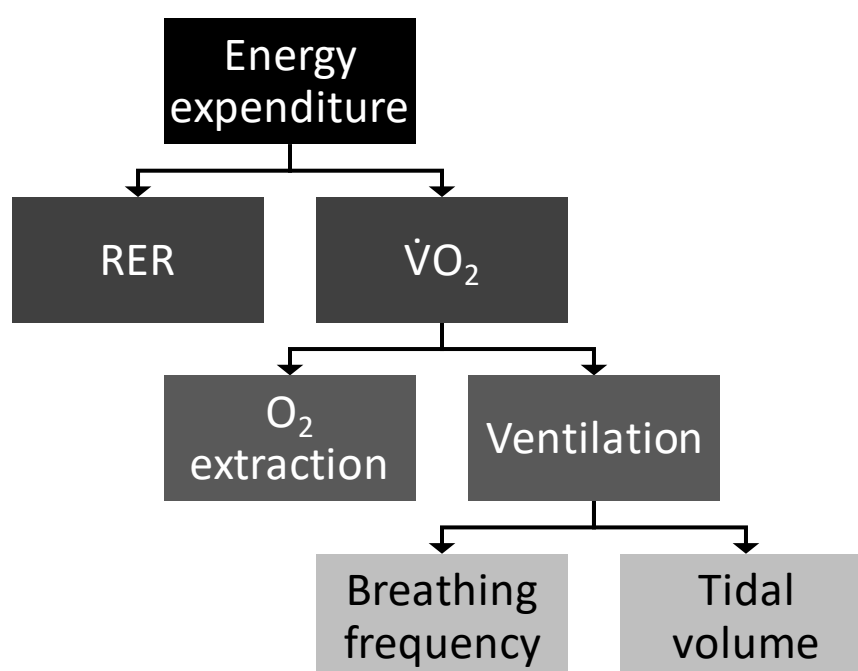 Energy
expenditure
RER
V̇O₂
O₂
extraction
Ventilation
Breathing
frequency
Tidal
volume